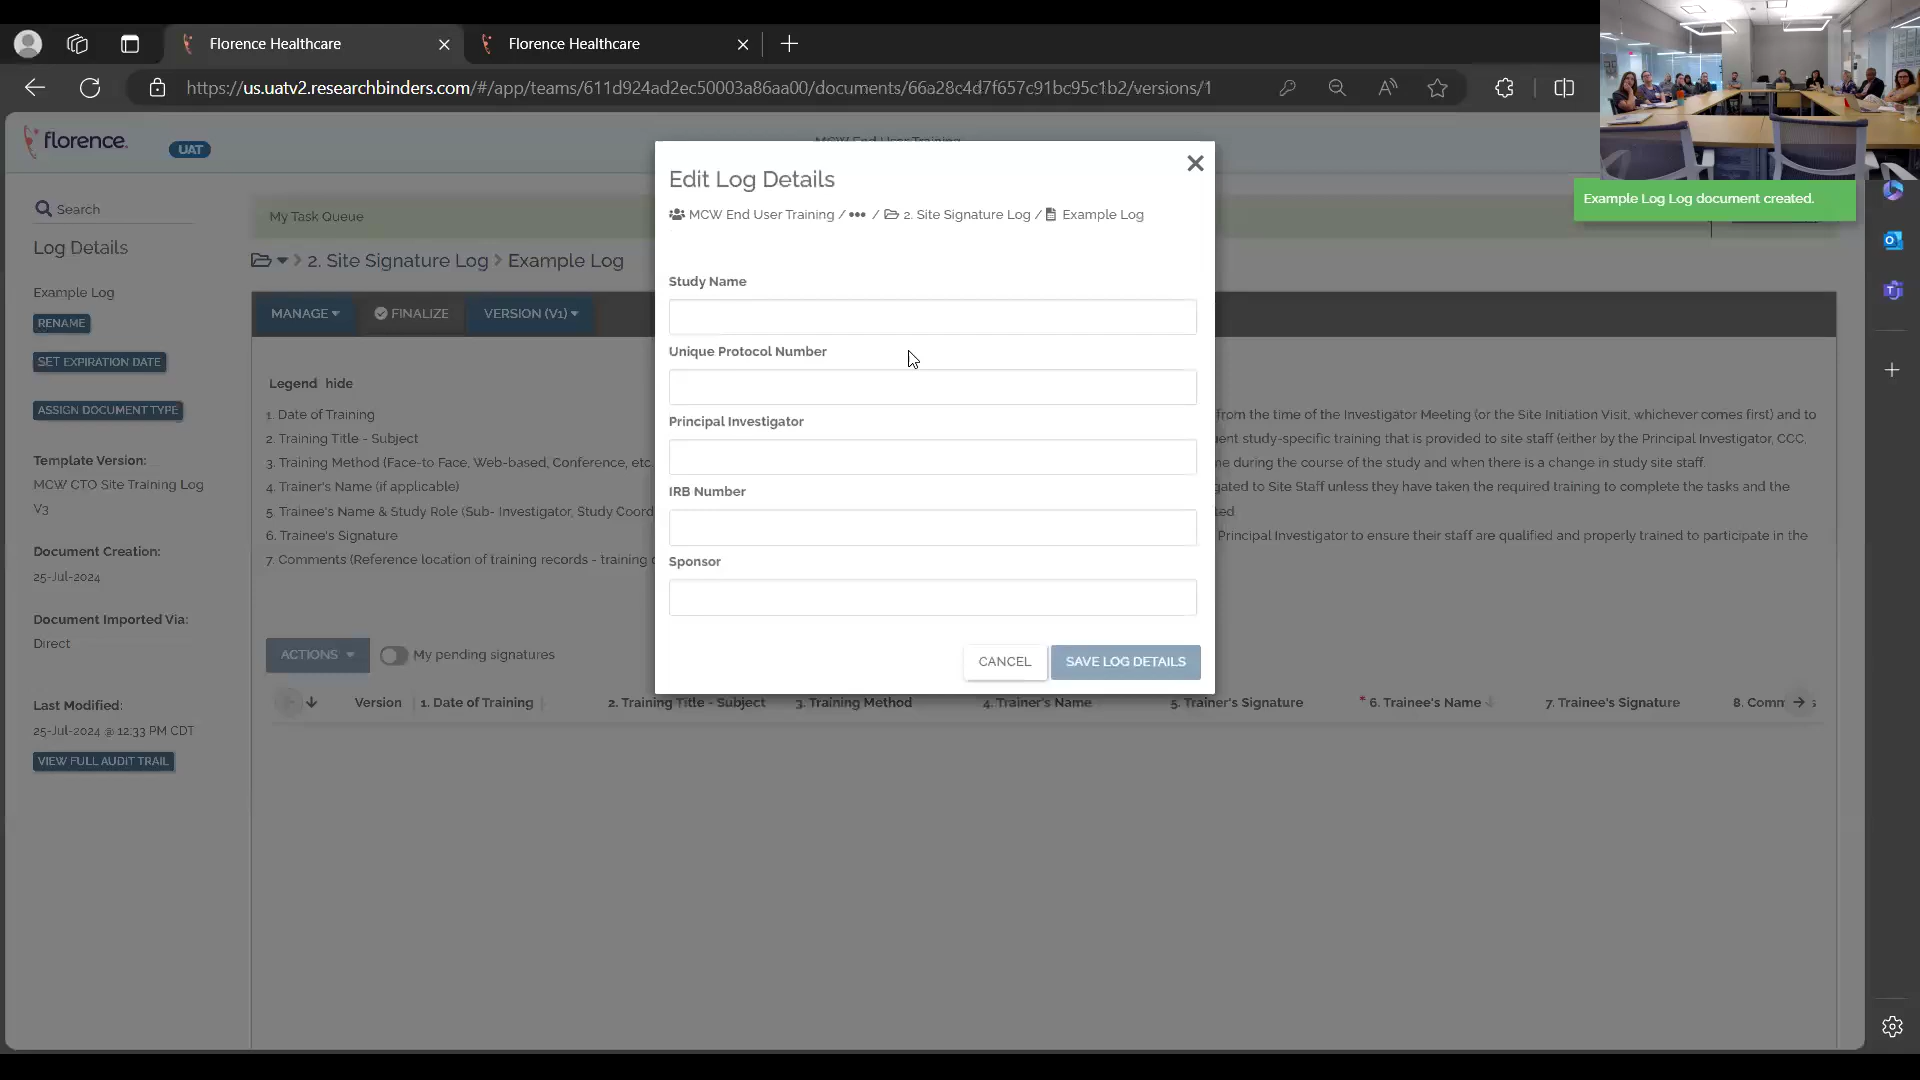 Florence Healthcare
Florence Healthcare
https://us.uatv2.researchbinders.com/#/app/teams/611d924ad2ec50003a86aa00/documents/66a28c4d7f657c91bc95c1b2/versions/1
florence.
UAT
MCW End User Training
Example Log Log document created.
Search
Log Details
Example Log
RENAME
SET EXPIRATION DATE
ASSIGN DOCUMENT TYPE
Template Version:
MCW CTO Site Training Log
V3
Document Creation:
25-Jul-2024
Document Imported Via:
Direct
Last Modified:
25-Jul-2024 @ 12:33 PM CDT
VIEW FULL AUDIT TRAIL
My Task Queue
2. Site Signature Log > Example Log
MANAGE
FINALIZE
VERSION (V1)
Legend hide
1. Date of Training
2. Training Title - Subject
3. Training Method (Face-to Face, Web-based, Conference, etc.
4. Trainer's Name (if applicable)
5. Trainee's Name & Study Role (Sub- Investigator, Study Coord
6. Trainee's Signature
7. Comments (Reference location of training records - training
from the time of the Investigator Meeting (or the Site Initiation Visit, whichever comes first) and to
uent study-specific training that is provided to site staff (either by the Principal Investigator, CCC,
me during the course of the study and when there is a change in study site staff.
gated to Site Staff unless they have taken the required training to complete the tasks and the
ted.
Principal Investigator to ensure their staff are qualified and properly trained to participate in the
Edit Log Details
MCW End User Training / ••• / 2. Site Signature Log / Example Log
Study Name
Unique Protocol Number
Principal Investigator
IRB Number
Sponsor
CANCEL
SAVE LOG DETAILS
ACTIONS
My pending signatures
Version
1. Date of Training
2. Training Title - Subject
3. Training Method
4. Trainer's Name
5. Trainer's Signature
* 6. Trainee's Name
7. Trainee's Signature
8. Comm